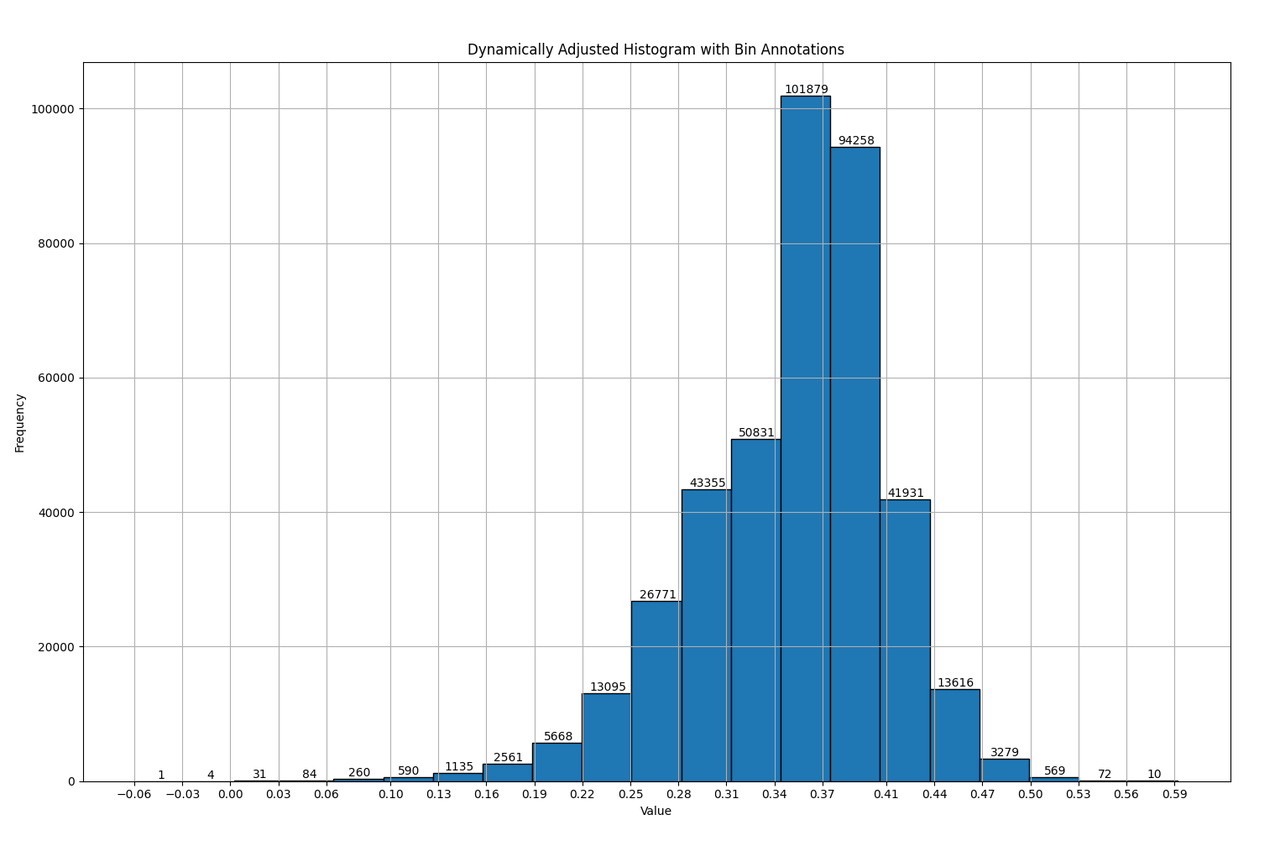 Dynamically Adjusted Histogram with Bin Annotations
Frequency
100000
80000
60000
40000
20000
0
1 4 31 84 260 590 1135 2561 5668 13095 26771 43355 50831 101879 94258 41931 13616 3279 569 72 10
−0.06 −0.03 0.00 0.03 0.06 0.10 0.13 0.16 0.19 0.22 0.25 0.28 0.31 0.34 0.37 0.41 0.44 0.47 0.50 0.53 0.56 0.59
Value